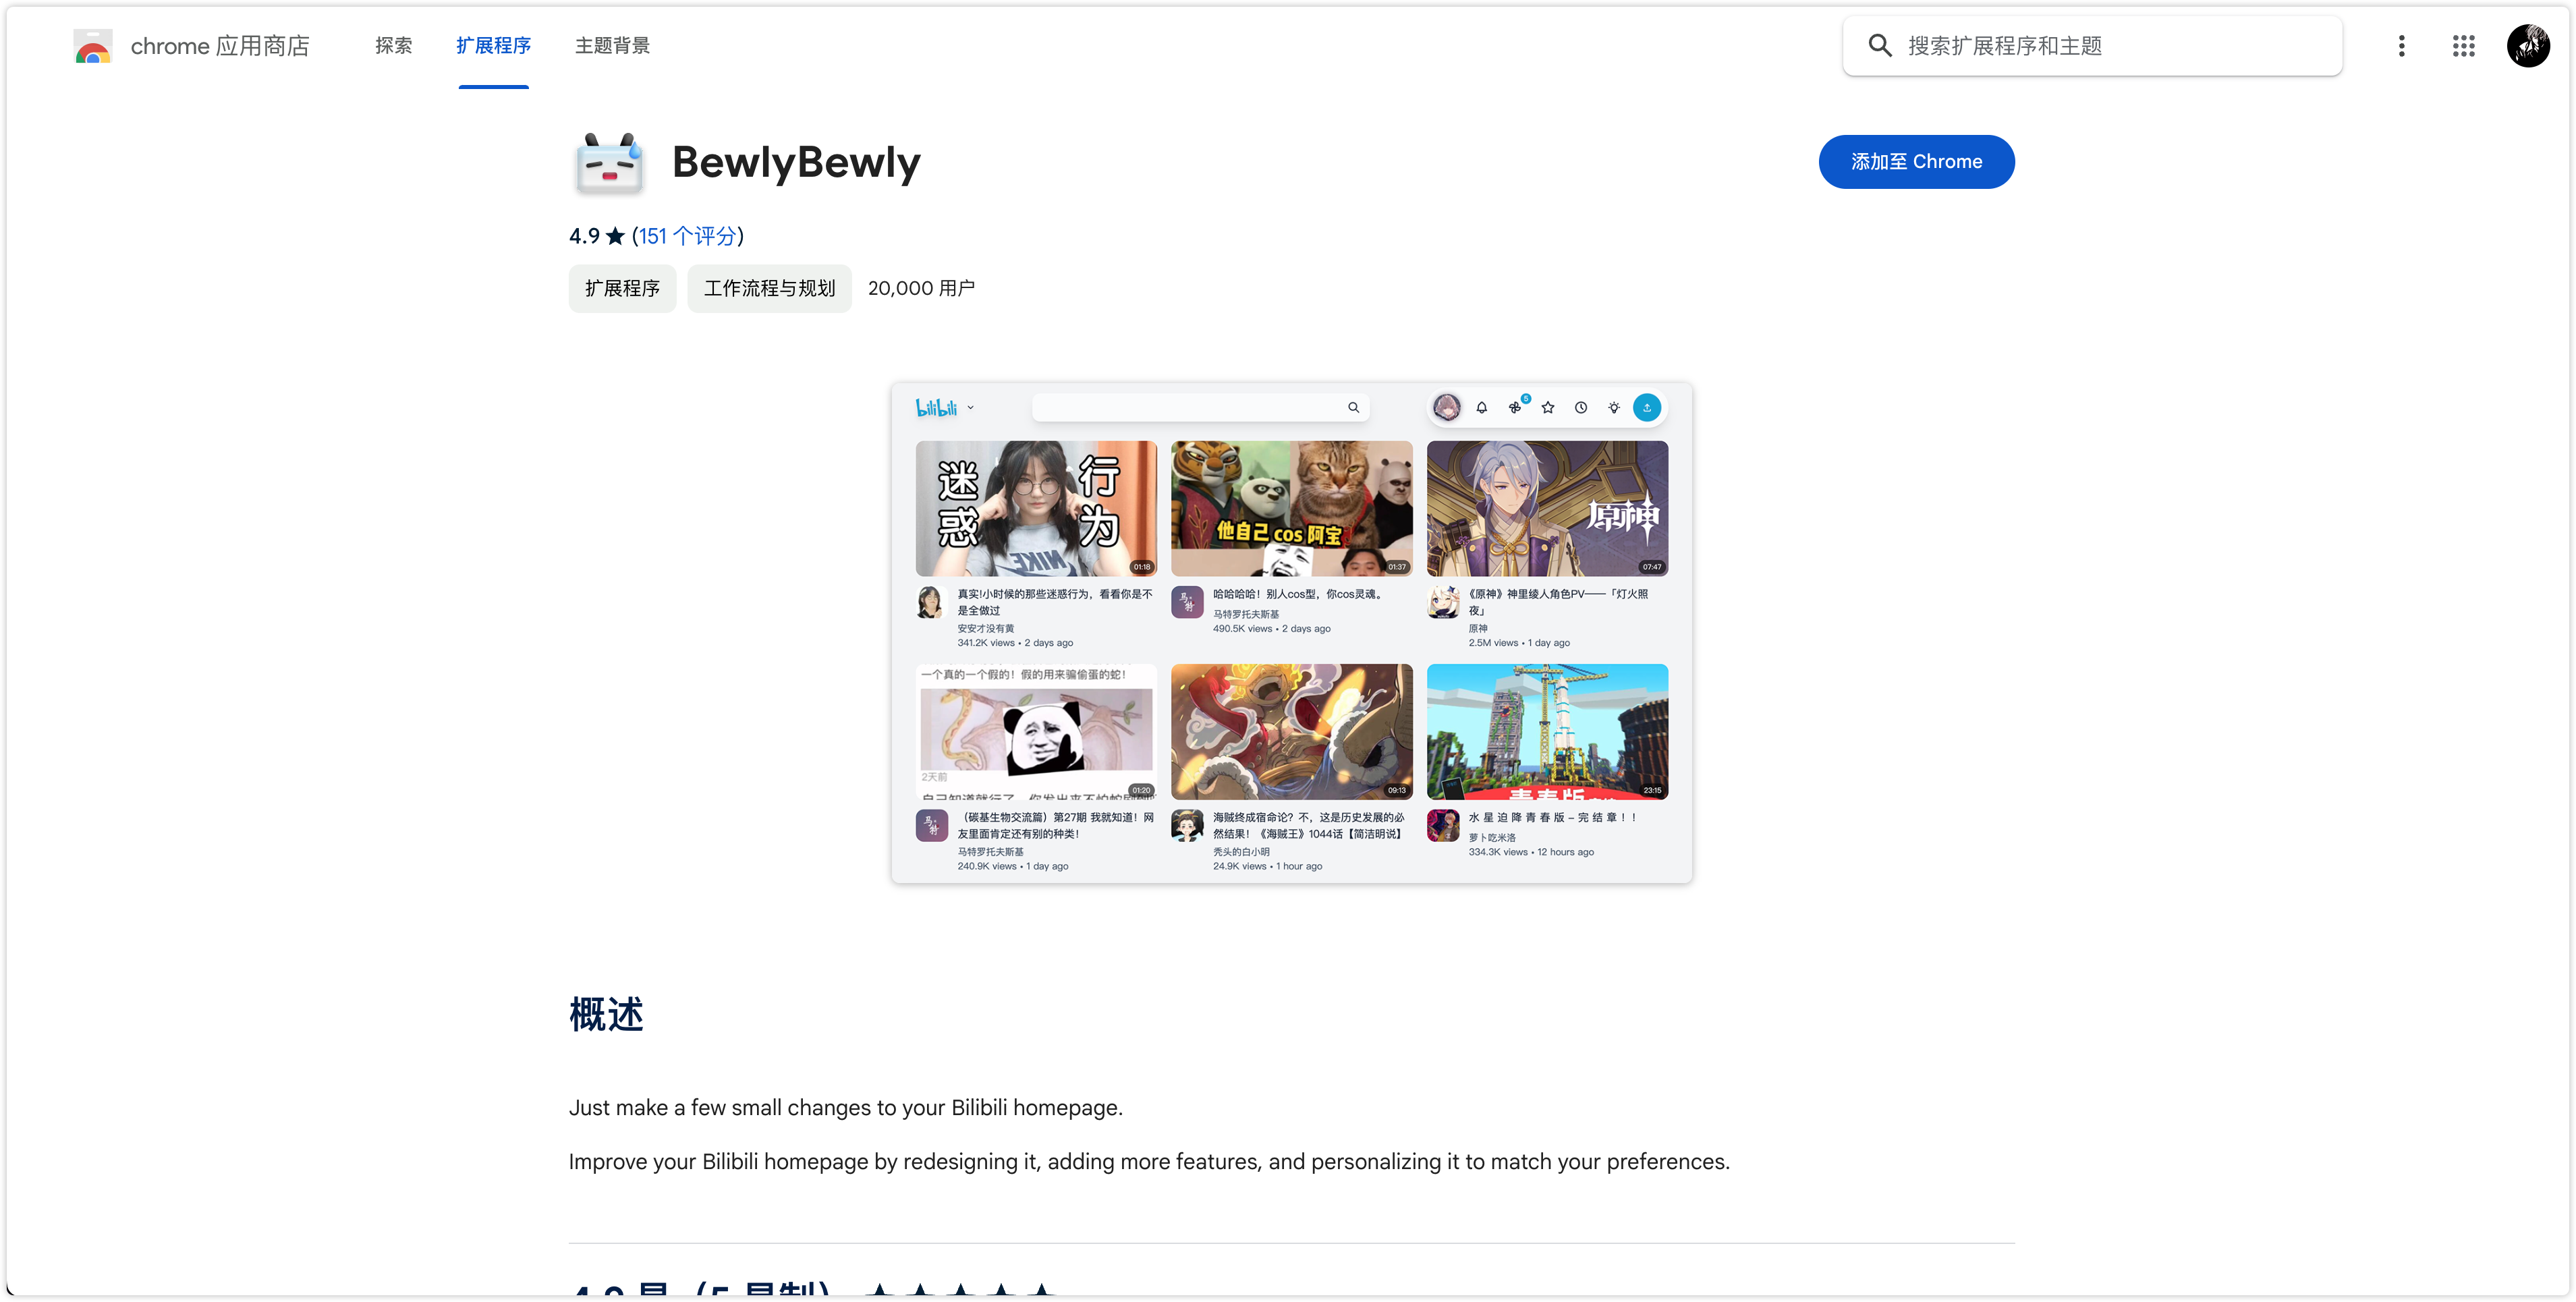 chrome 应用商店
探索
扩展程序
主题背景
搜索扩展程序和主题
BewlyBewly
添加至 Chrome
4.9 ★ (151 个评分)
扩展程序
工作流程与规划
20,000 用户
bilibili
5
迷惑
行为
NIKE
01:18
他自己 cos 阿宝
01:37
原神
07:47
真实!小时候的那些迷惑行为，看看你是不
是全做过
安安才没有黄
341.2K views • 2 days ago
马特
哈哈哈哈！别人cos型，你cos灵魂。
马特罗托夫斯基
490.5K views • 2 days ago
《原神》神里绫人角色PV——「灯火照
夜」
原神
2.5M views • 1 day ago
一个真的一个假的！假的用来骗偷蛋的蛇！
2天前
01:20
09:13
青春版
23:15
马特
（碳基生物交流篇）第27期 我就知道！网
友里面肯定还有别的种类！
马特罗托夫斯基
240.9K views • 1 day ago
海贼终成宿命论？不，这是历史发展的必
然结果！《海贼王》1044话【简洁明说】
秃头的白小明
24.9K views • 1 hour ago
水 星 迫 降 青 春 版 – 完 结 章 ！！
萝卜吃米洛
334.3K views • 12 hours ago
概述
Just make a few small changes to your Bilibili homepage.
Improve your Bilibili homepage by redesigning it, adding more features, and personalizing it to match your preferences.
4.9 星（5 星制）